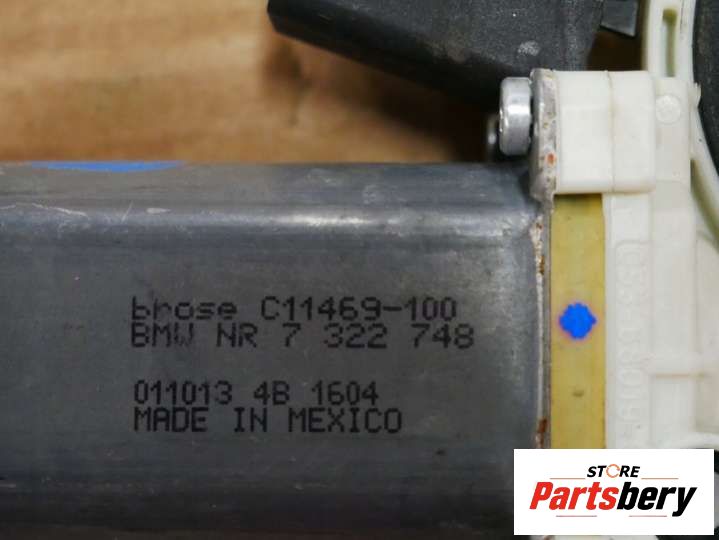 brose C11469-100
BMW NR 7 322 748
011013 4B 1604
MADE IN MEXICO
STORE
Partsbery